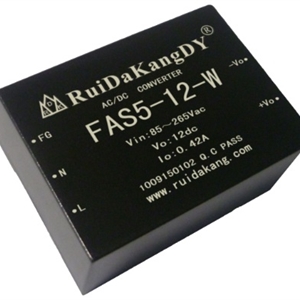 RuiDaKangDY®
AC/DC CONVERTER
FAS5-12-W
Vin:85~265Vac
Vo:12dc
Io:0.42A
1009150102 Q.C PASS
www.ruidakang.com
FG
N
L
-Vo
+Vo